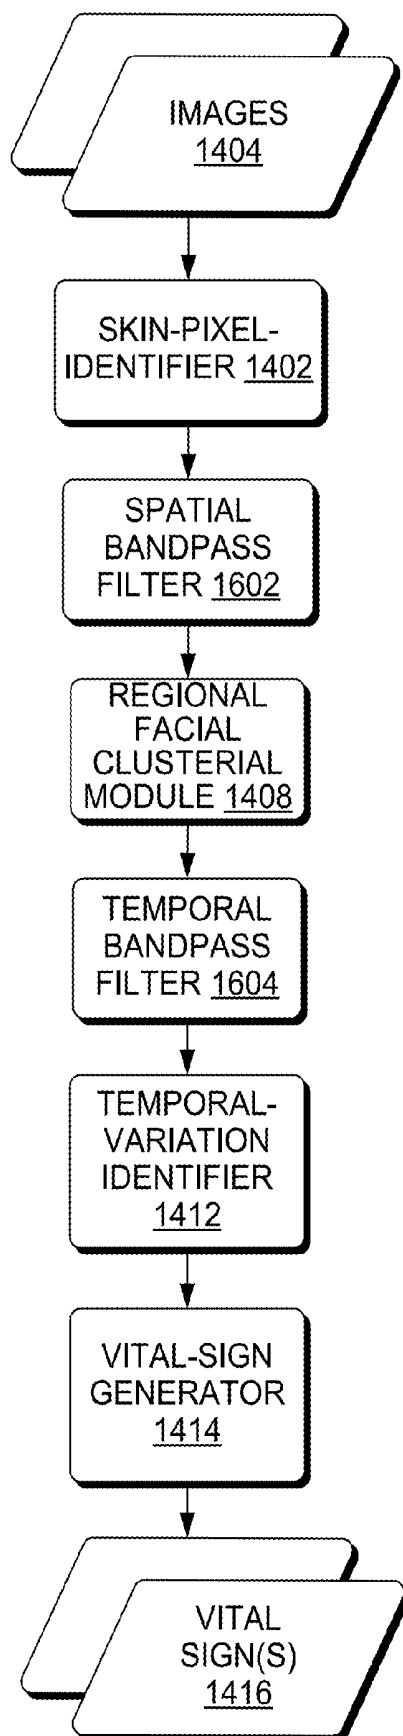 IMAGES
1404
SKIN-PIXEL-
IDENTIFIER 1402
SPATIAL
BANDPASS
FILTER 1602
REGIONAL
FACIAL
CLUSTERIAL
MODULE 1408
TEMPORAL
BANDPASS
FILTER 1604
TEMPORAL-
VARIATION
IDENTIFIER
1412
VITAL-SIGN
GENERATOR
1414
VITAL
SIGN(S)
1416